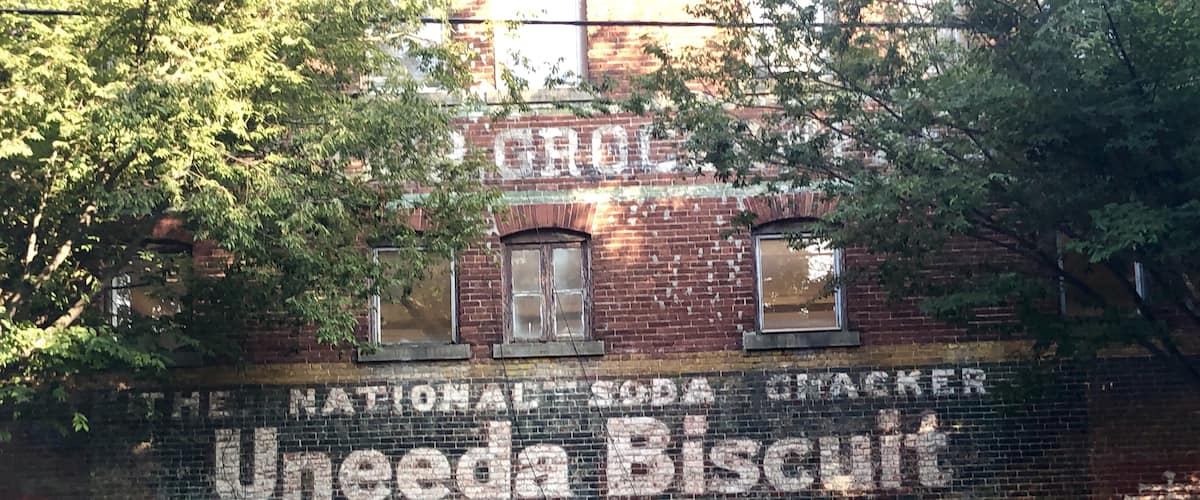 THE NATIONAL SODA CRACKER
Uneeda Biscuit